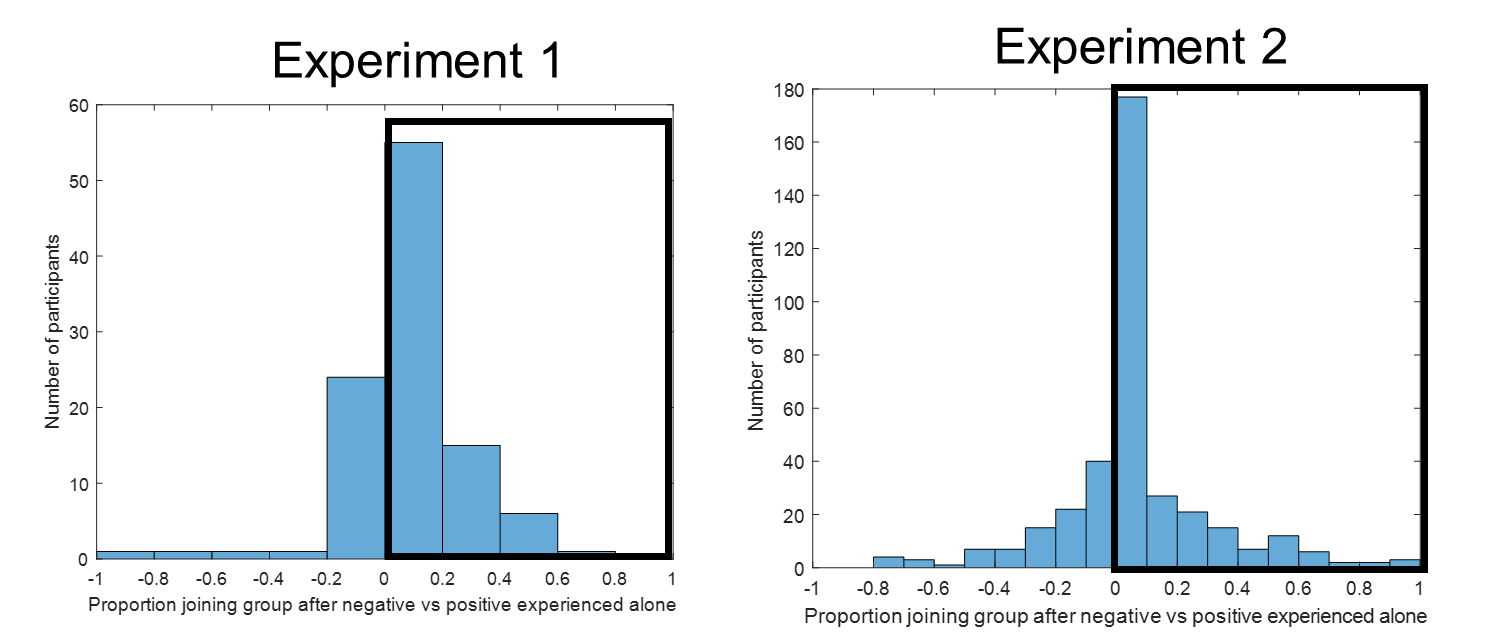 Experiment 1
60
50
40
30
20
10
0
Number of participants
-1 -0.8 -0.6 -0.4 -0.2 0 0.2 0.4 0.6 0.8 1
Proportion joining group after negative vs positive experienced alone
Experiment 2
180
160
140
120
100
80
60
40
20
0
Number of participants
-1 -0.8 -0.6 -0.4 -0.2 0 0.2 0.4 0.6 0.8 1
Proportion joining group after negative vs positive experienced alone